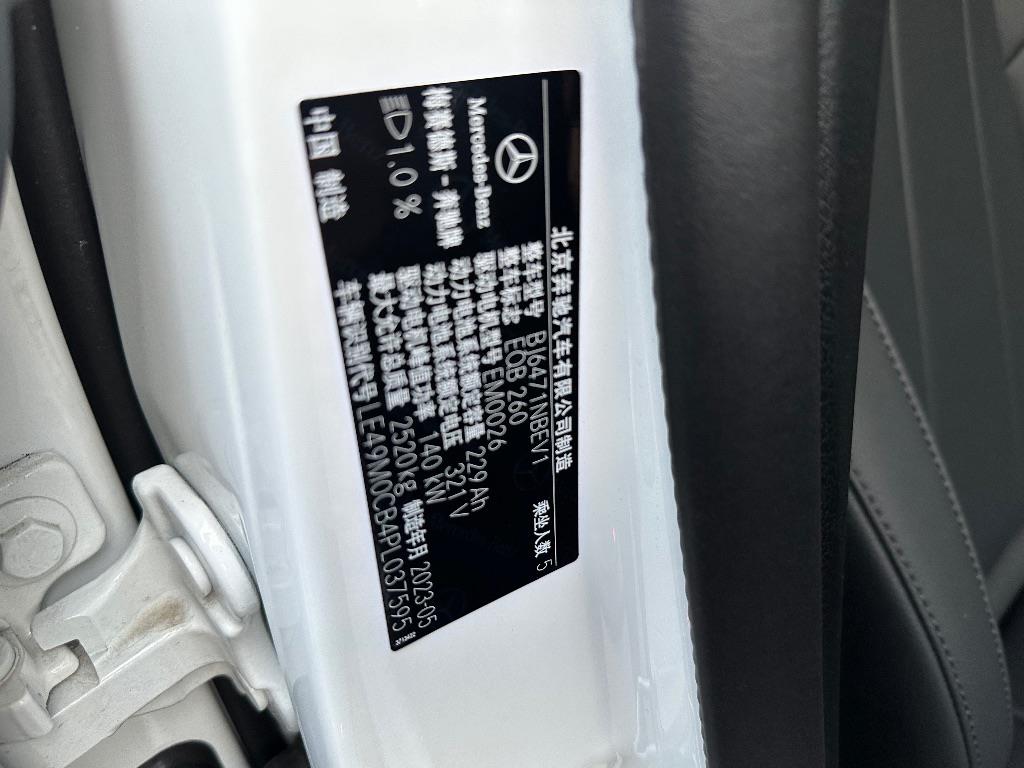 北京奔驰汽车有限公司制造
Mercedes-Benz
梅赛德斯-奔驰牌
1.0 %
中国 制造
整车型号 BJ6471NBEV1 乘坐人数 5
整车标志 EQB 260
驱动电机型号 EM0026
动力电池系统额定容量 229 Ah
动力电池系统额定电压 321 V
驱动电机峰值功率 140 kW
最大允许总质量 2520kg 制造年月 2023-05
车辆识别代号 LE49M0CB4PL037595